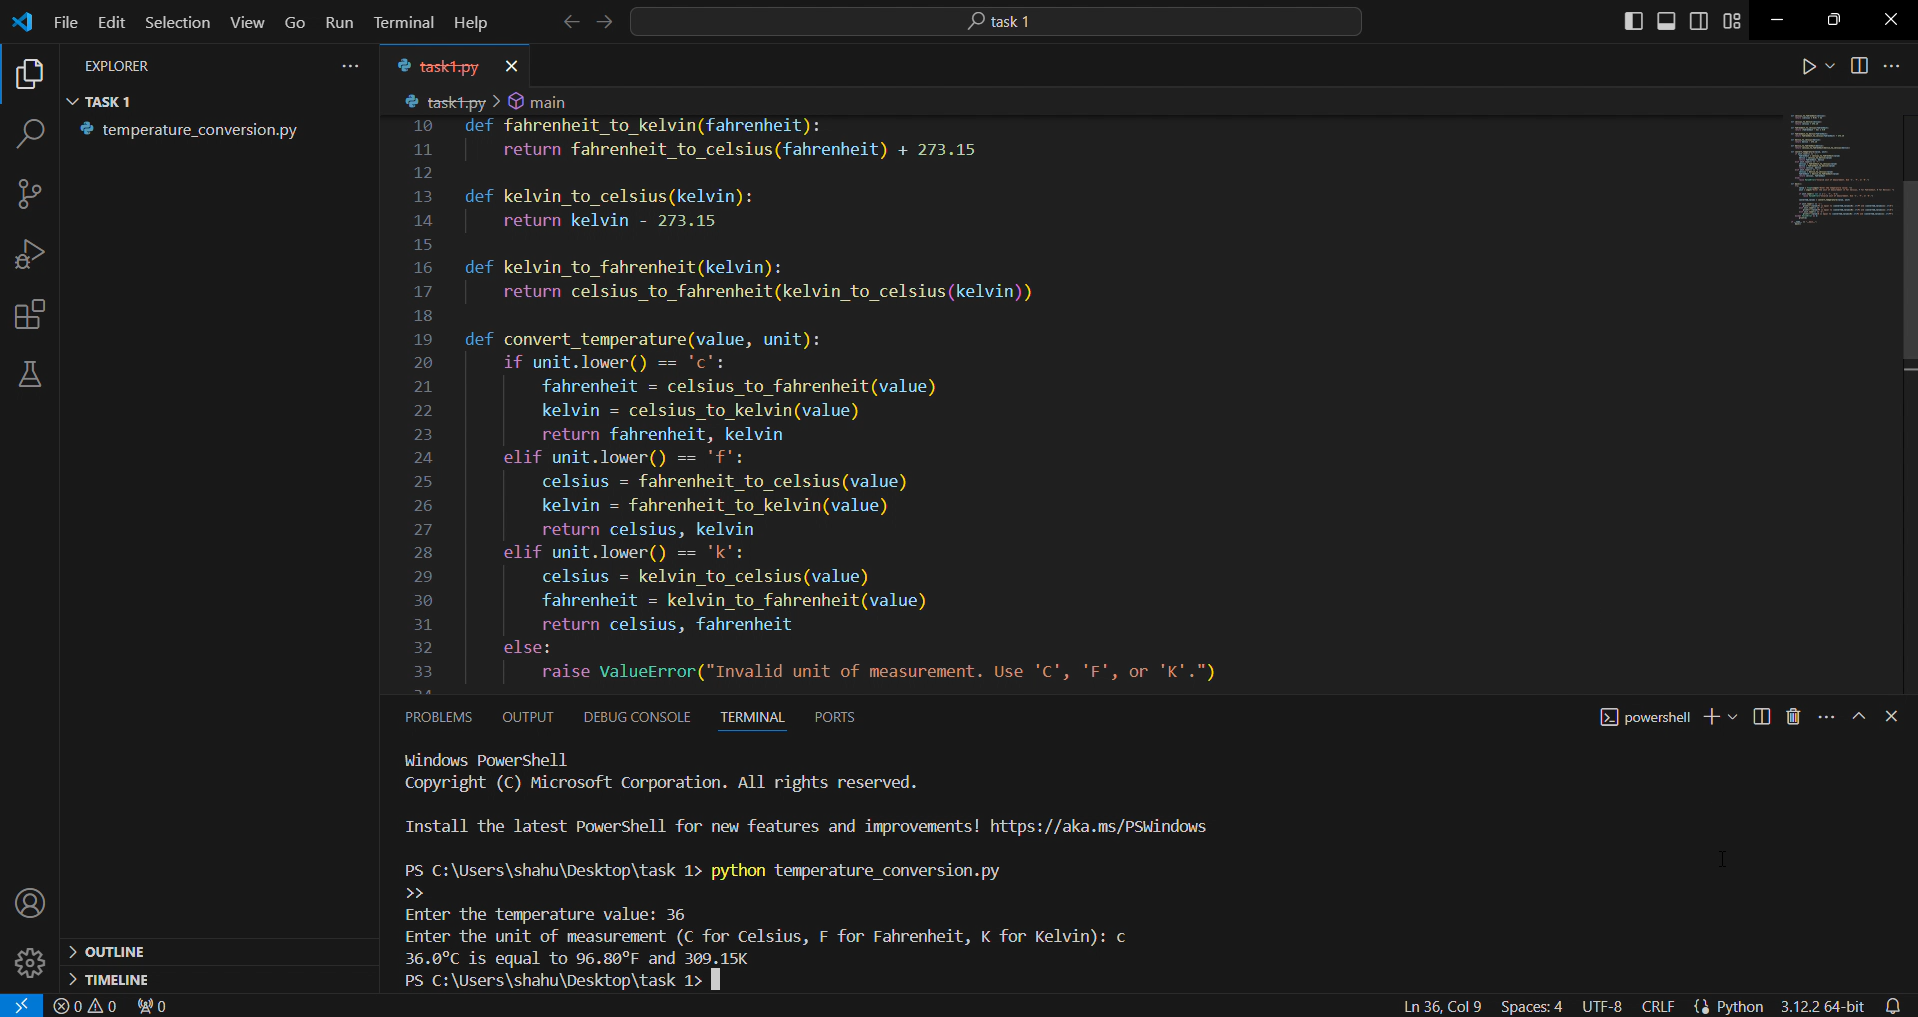 File Edit Selection View Go Run Terminal Help
task 1
EXPLORER
TASK 1
temperature_conversion.py
OUTLINE
TIMELINE
task1.py
task1.py > main
10 def fahrenheit_to_kelvin(fahrenheit):
11 return fahrenheit_to_celsius(fahrenheit) + 273.15
12
13 def kelvin_to_celsius(kelvin):
14 return kelvin - 273.15
15
16 def kelvin_to_fahrenheit(kelvin):
17 return celsius_to_fahrenheit(kelvin_to_celsius(kelvin))
18
19 def convert_temperature(value, unit):
20 if unit.lower() == 'c':
21 fahrenheit = celsius_to_fahrenheit(value)
22 kelvin = celsius_to_kelvin(value)
23 return fahrenheit, kelvin
24 elif unit.lower() == 'f':
25 celsius = fahrenheit_to_celsius(value)
26 kelvin = fahrenheit_to_kelvin(value)
27 return celsius, kelvin
28 elif unit.lower() == 'k':
29 celsius = kelvin_to_celsius(value)
30 fahrenheit = kelvin_to_fahrenheit(value)
31 return celsius, fahrenheit
32 else:
33 raise ValueError("Invalid unit of measurement. Use 'C', 'F', or 'K'.")
PROBLEMS OUTPUT DEBUG CONSOLE TERMINAL PORTS
powershell
Windows PowerShell
Copyright (C) Microsoft Corporation. All rights reserved.
Install the latest PowerShell for new features and improvements! https://aka.ms/PSWindows
PS C:\Users\shahu\Desktop\task 1> python temperature_conversion.py
>>
Enter the temperature value: 36
Enter the unit of measurement (C for Celsius, F for Fahrenheit, K for Kelvin): c
36.0°C is equal to 96.80°F and 309.15K
PS C:\Users\shahu\Desktop\task 1>
0 0 0
Ln 36, Col 9 Spaces: 4 UTF-8 CRLF Python 3.12.2 64-bit